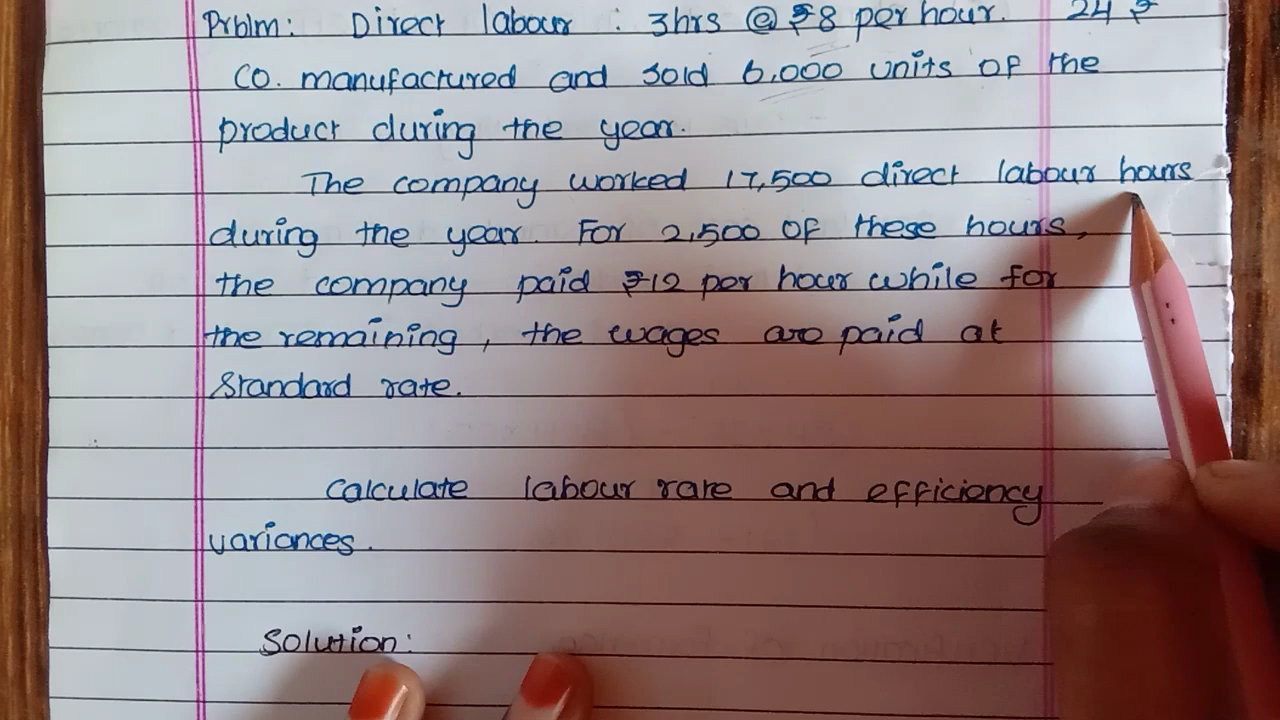 Prblm: Direct labour : 3hrs @ ₹8 per hour. 24 ₹
CO. manufactured and sold 6,000 units of the
product during the year.
The company worked 17,500 direct labour hours
during the year. For 2,500 of these hours,
the company paid ₹12 per hour while for
the remaining, the wages are paid at
standard rate.
Calculate labour rate and efficiency
variances.
Solution: